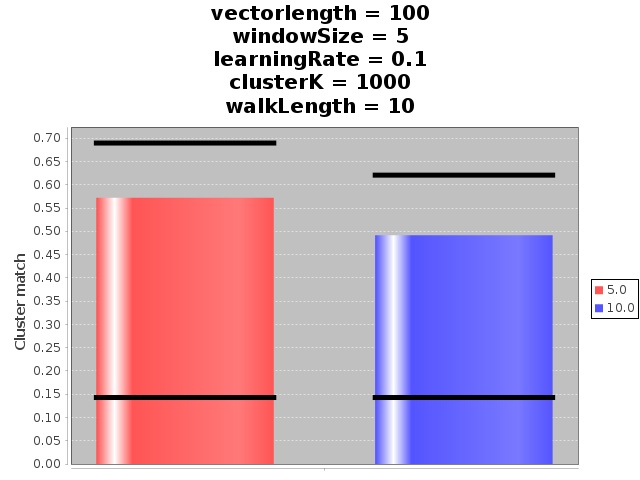 vectorlength = 100
windowSize = 5
learningRate = 0.1
clusterK = 1000
walkLength = 10
0.70
0.65
0.60
0.55
0.50
0.45
0.40
0.35
0.30
0.25
0.20
0.15
0.10
0.05
0.00
Cluster match
5.0
10.0